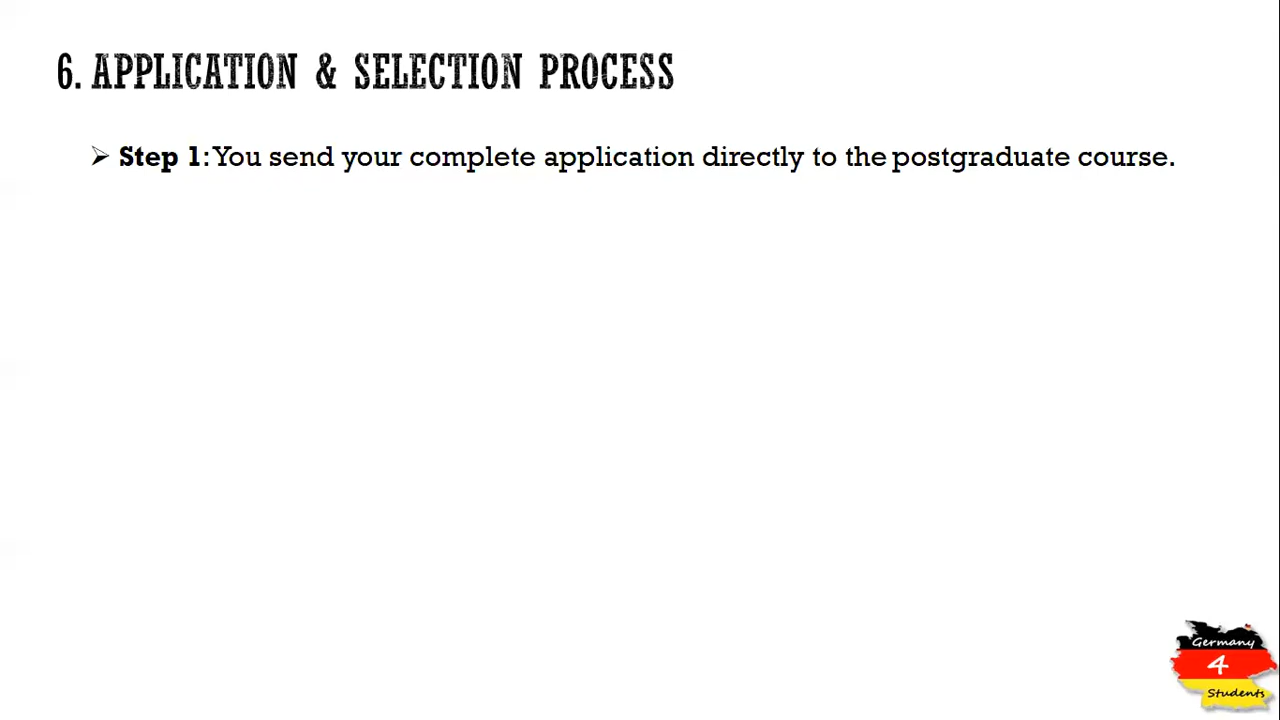 6. APPLICATION & SELECTION PROCESS
Step 1: You send your complete application directly to the postgraduate course.
Germany
4
Students